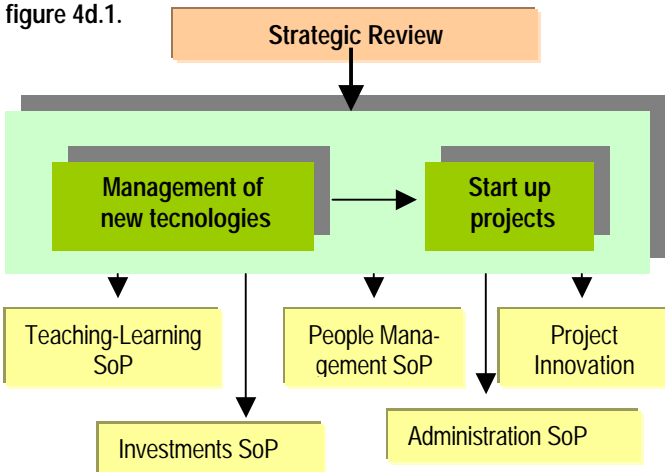 figure 4d.1.
Strategic Review
Management of
new tecnologies
Start up
projects
Teaching-Learning
SoP
People Mana-
gement SoP
Project
Innovation
Investments SoP
Administration SoP